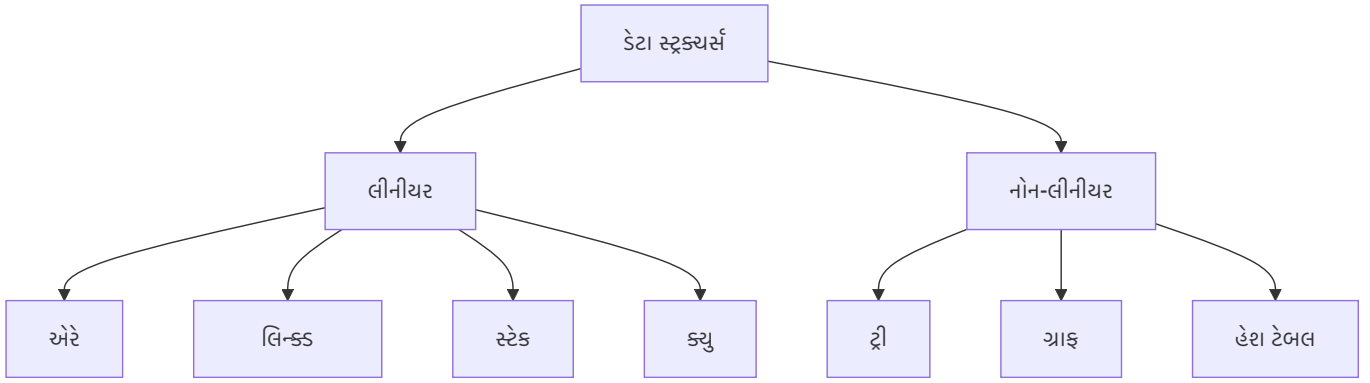 ડેટા સ્ટ્રક્ચર્સ
લીનીયર
નોન-લીનીયર
એરે
લિન્ક્ડ
સ્ટેક
ક્યુ
ટ્રી
ગ્રાફ
હેશ ટેબલ